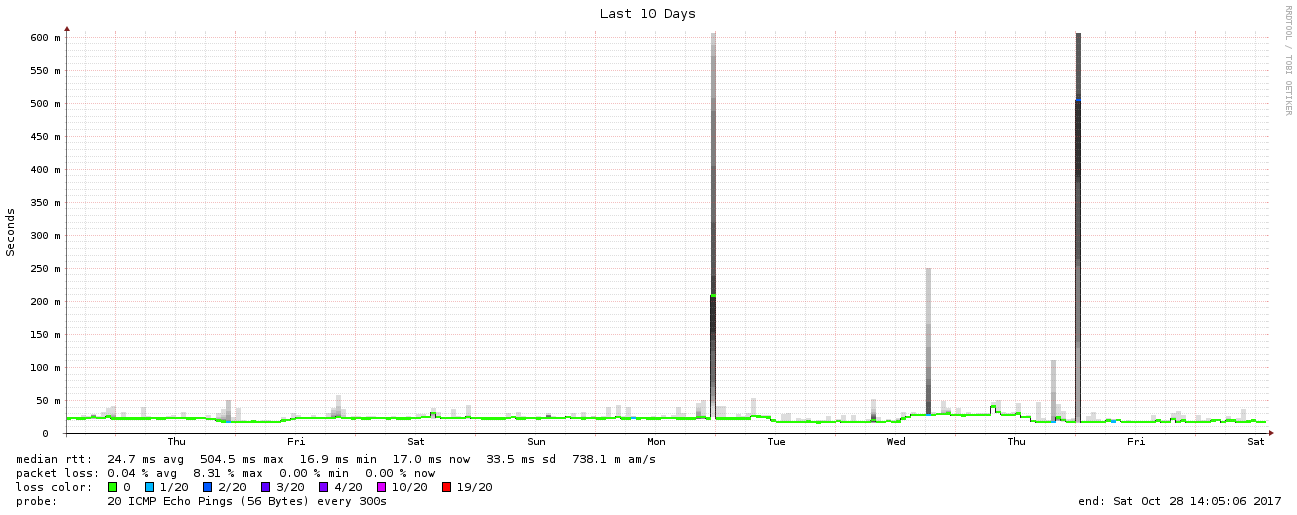 Last 10 Days
RRDTOOL / TOBI OETIKER
Seconds
600 m
550 m
500 m
450 m
400 m
350 m
300 m
250 m
200 m
150 m
100 m
50 m
0
Thu Fri Sat Sun Mon Tue Wed Thu Fri Sat
median rtt: 24.7 ms avg 504.5 ms max 16.9 ms min 17.0 ms now 33.5 ms sd 738.1 m am/s
packet loss: 0.04 % avg 8.31 % max 0.00 % min 0.00 % now
loss color: 0 1/20 2/20 3/20 4/20 10/20 19/20
probe: 20 ICMP Echo Pings (56 Bytes) every 300s end: Sat Oct 28 14:05:06 2017